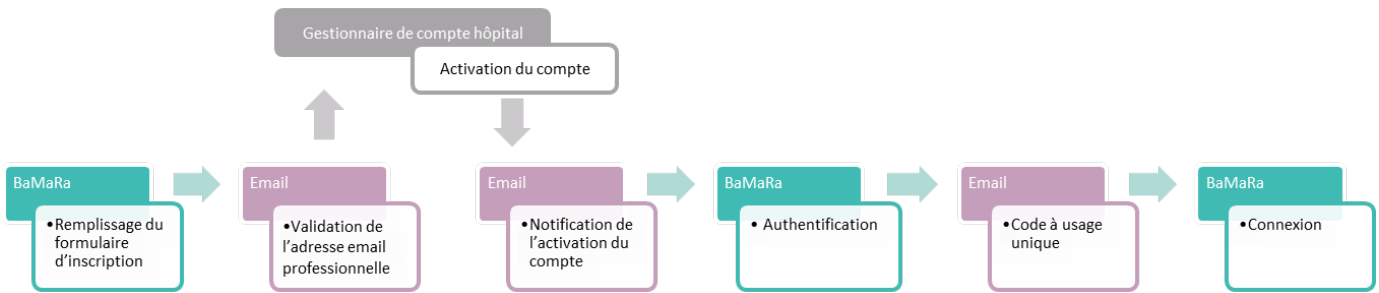 Gestionnaire de compte hôpital
Activation du compte
BaMaRa
•Remplissage du
formulaire
d'inscription
Email
•Validation de
l'adresse email
professionnelle
Email
•Notification de
l'activation du
compte
BaMaRa
• Authentification
Email
•Code à usage
unique
BaMaRa
•Connexion